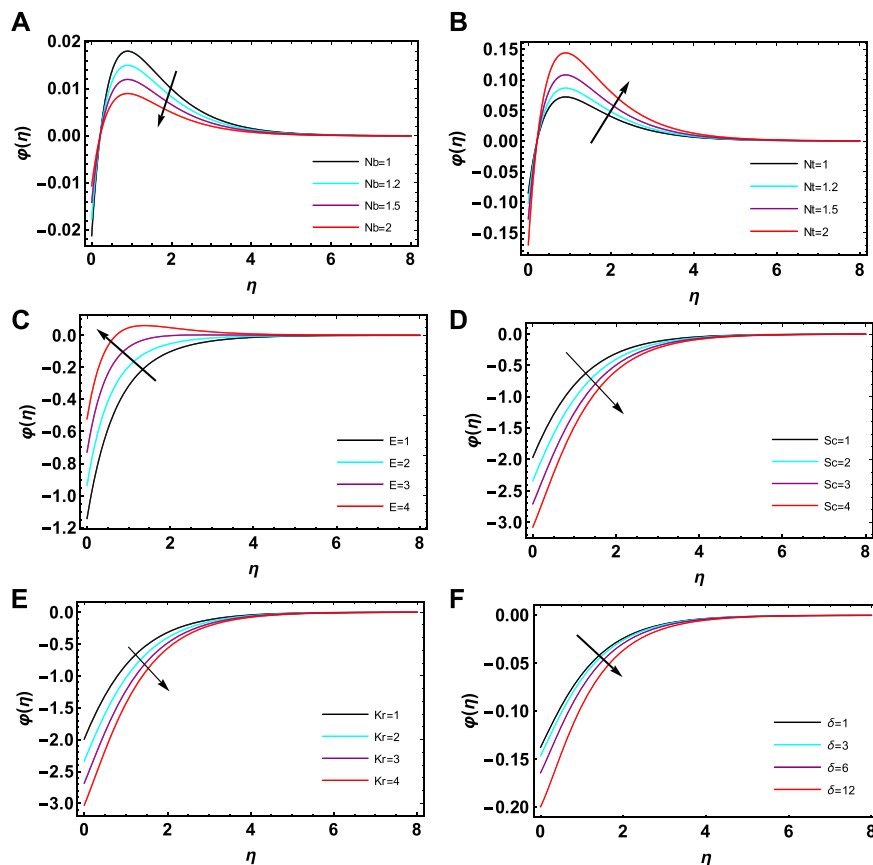 A
0.02
0.01
0.00
−0.01
−0.02
φ(η)
Nb=1
Nb=1.2
Nb=1.5
Nb=2
0 2 4 6 8
η
B
0.15
0.10
0.05
0.00
−0.05
−0.10
−0.15
φ(η)
Nt=1
Nt=1.2
Nt=1.5
Nt=2
0 2 4 6 8
η
C
0.0
−0.2
−0.4
−0.6
−0.8
−1.0
−1.2
φ(η)
E=1
E=2
E=3
E=4
0 2 4 6 8
η
D
0.0
−0.5
−1.0
−1.5
−2.0
−2.5
−3.0
φ(η)
Sc=1
Sc=2
Sc=3
Sc=4
0 2 4 6 8
η
E
0.0
−0.5
−1.0
−1.5
−2.0
−2.5
−3.0
φ(η)
Kr=1
Kr=2
Kr=3
Kr=4
0 2 4 6 8
η
F
0.00
−0.05
−0.10
−0.15
−0.20
φ(η)
δ=1
δ=3
δ=6
δ=12
0 2 4 6 8
η